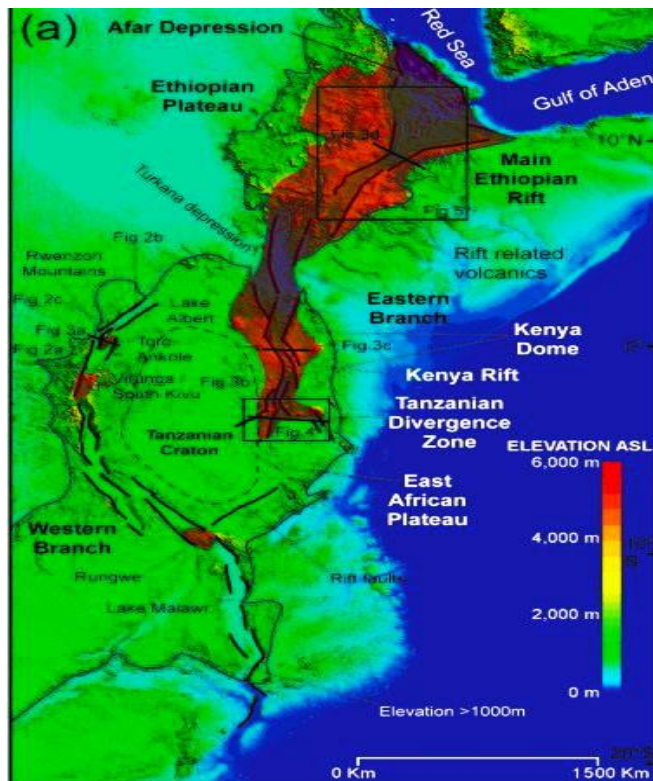 (a)
Afar Depression
Red Sea
Gulf of Aden
Ethiopian
Plateau
Fig 3d
10°N
Main
Ethiopian
Rift
Fig 5
Turkana depression
Rift related
volcanics
Fig 2b
Rwenzori
Mountains
Fig 2c
Lake
Albert
Eastern
Branch
Fig 3a
Fig 2a
Toro
Ankole
Fig.3c
Kenya
Dome
Virunga /
South Kivu
Fig 3b
Kenya Rift
Tanzanian
Divergence
Zone
Fig.4
Tanzanian
Craton
ELEVATION ASL
6,000 m
East
African
Plateau
4,000 m
Western
Branch
Rungwe
Rift faults
2,000 m
Lake Malawi
0 m
Elevation >1000m
20°S
0 Km
1500 Km